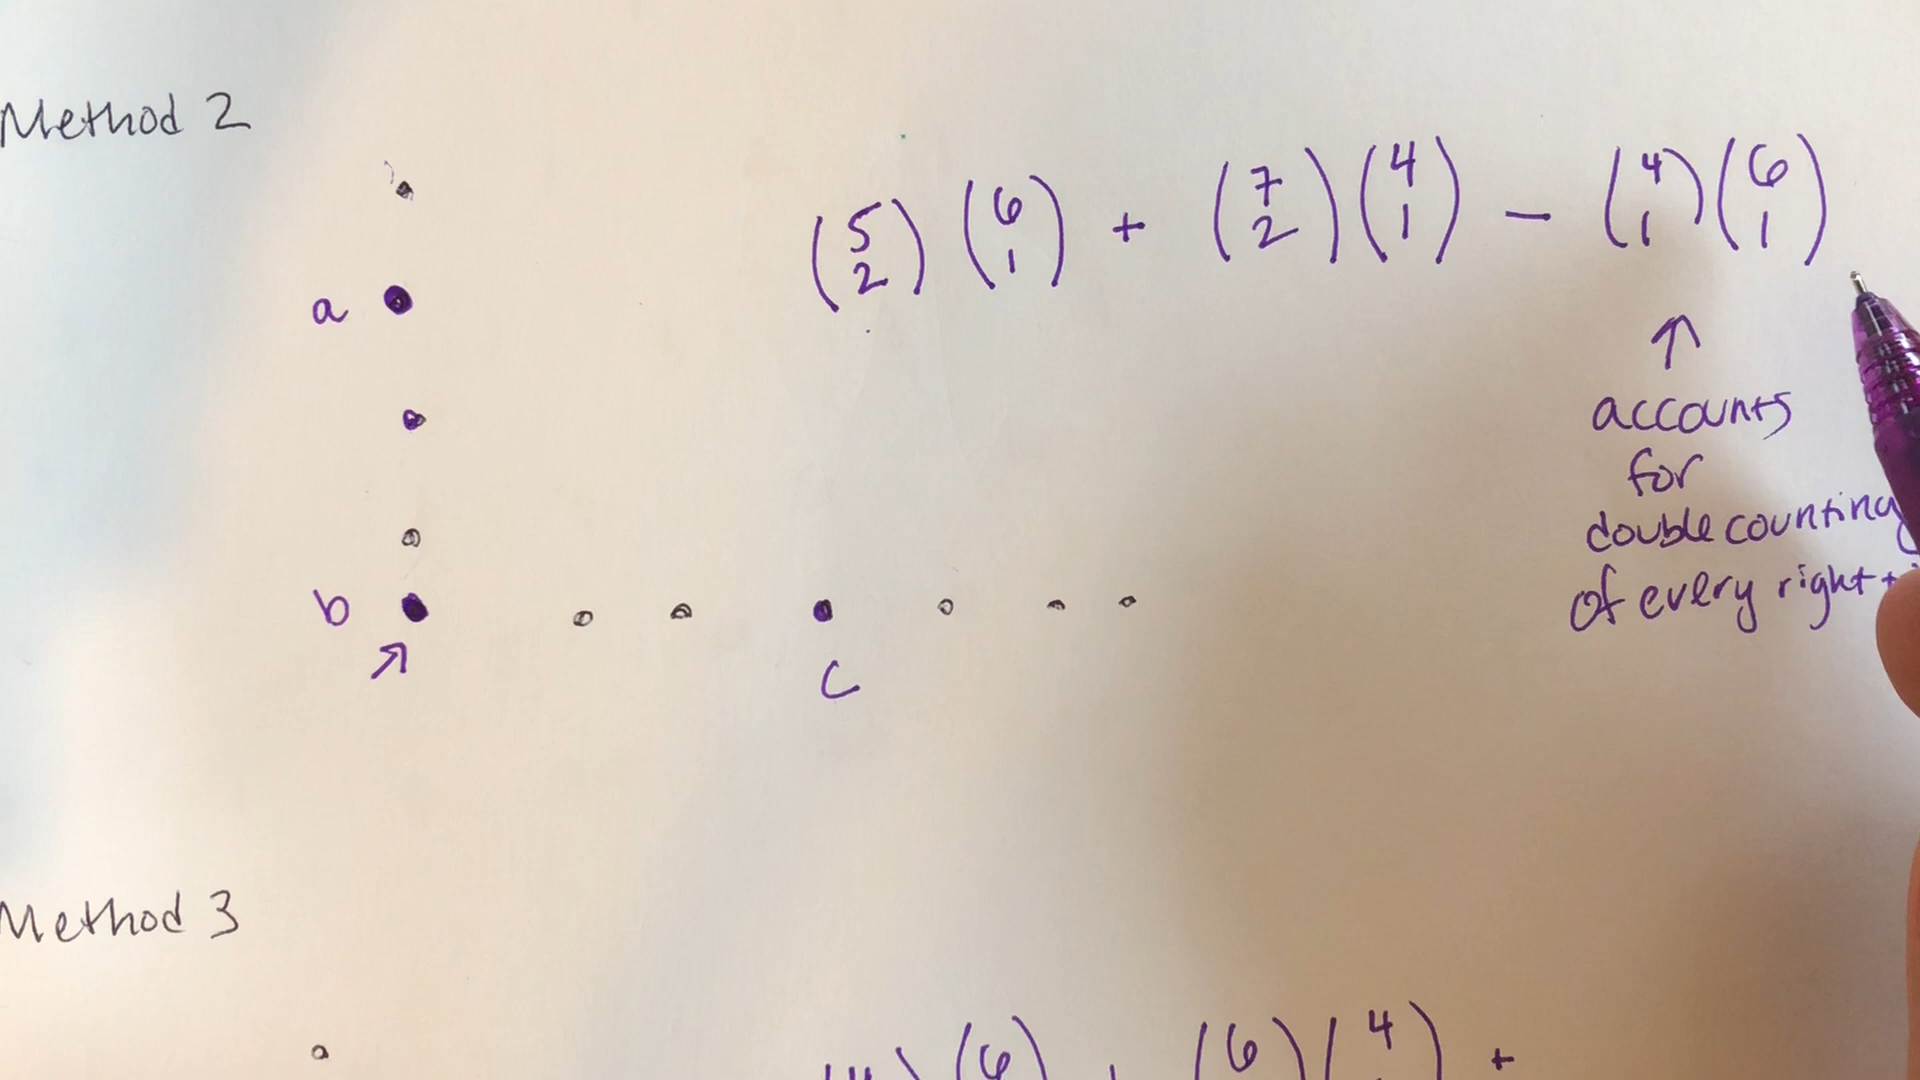 Method 2
(5 2) (6 1) + (7 2) (4 1) − (4 1) (6 1)
a
↑
accounts
for
double counting
of every right
b
↗
c
Method 3
(6 (6 ) ( 4 ) +